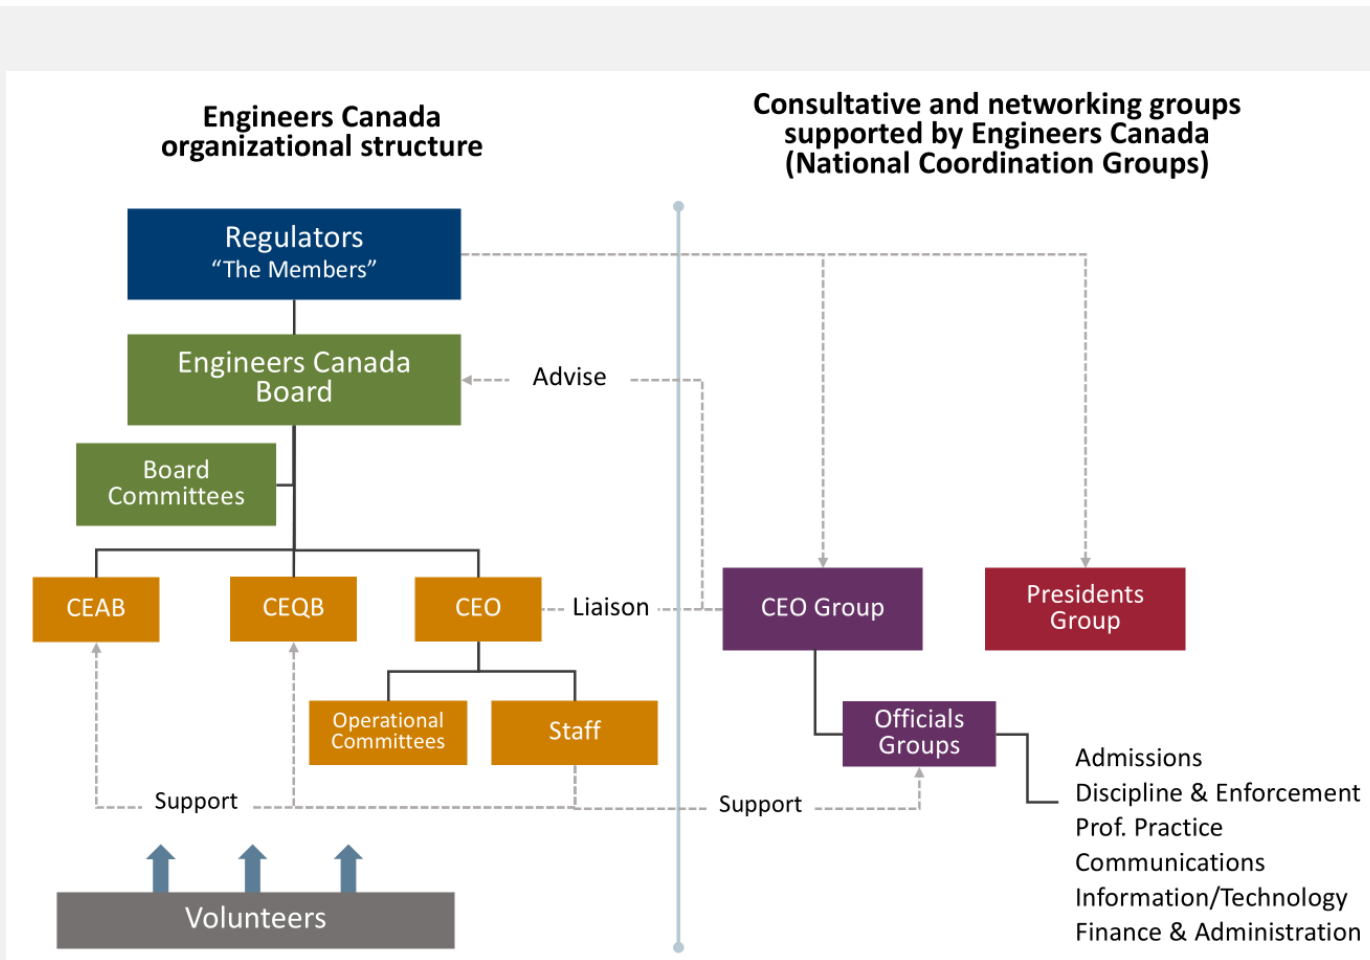 Engineers Canada
organizational structure
Consultative and networking groups
supported by Engineers Canada
(National Coordination Groups)
Regulators
“The Members”
Engineers Canada
Board
Advise
Board
Committees
CEAB
CEQB
CEO
Liaison
CEO Group
Presidents
Group
Operational
Committees
Staff
Officials
Groups
Support
Support
Admissions
Discipline & Enforcement
Prof. Practice
Communications
Information/Technology
Finance & Administration
Volunteers